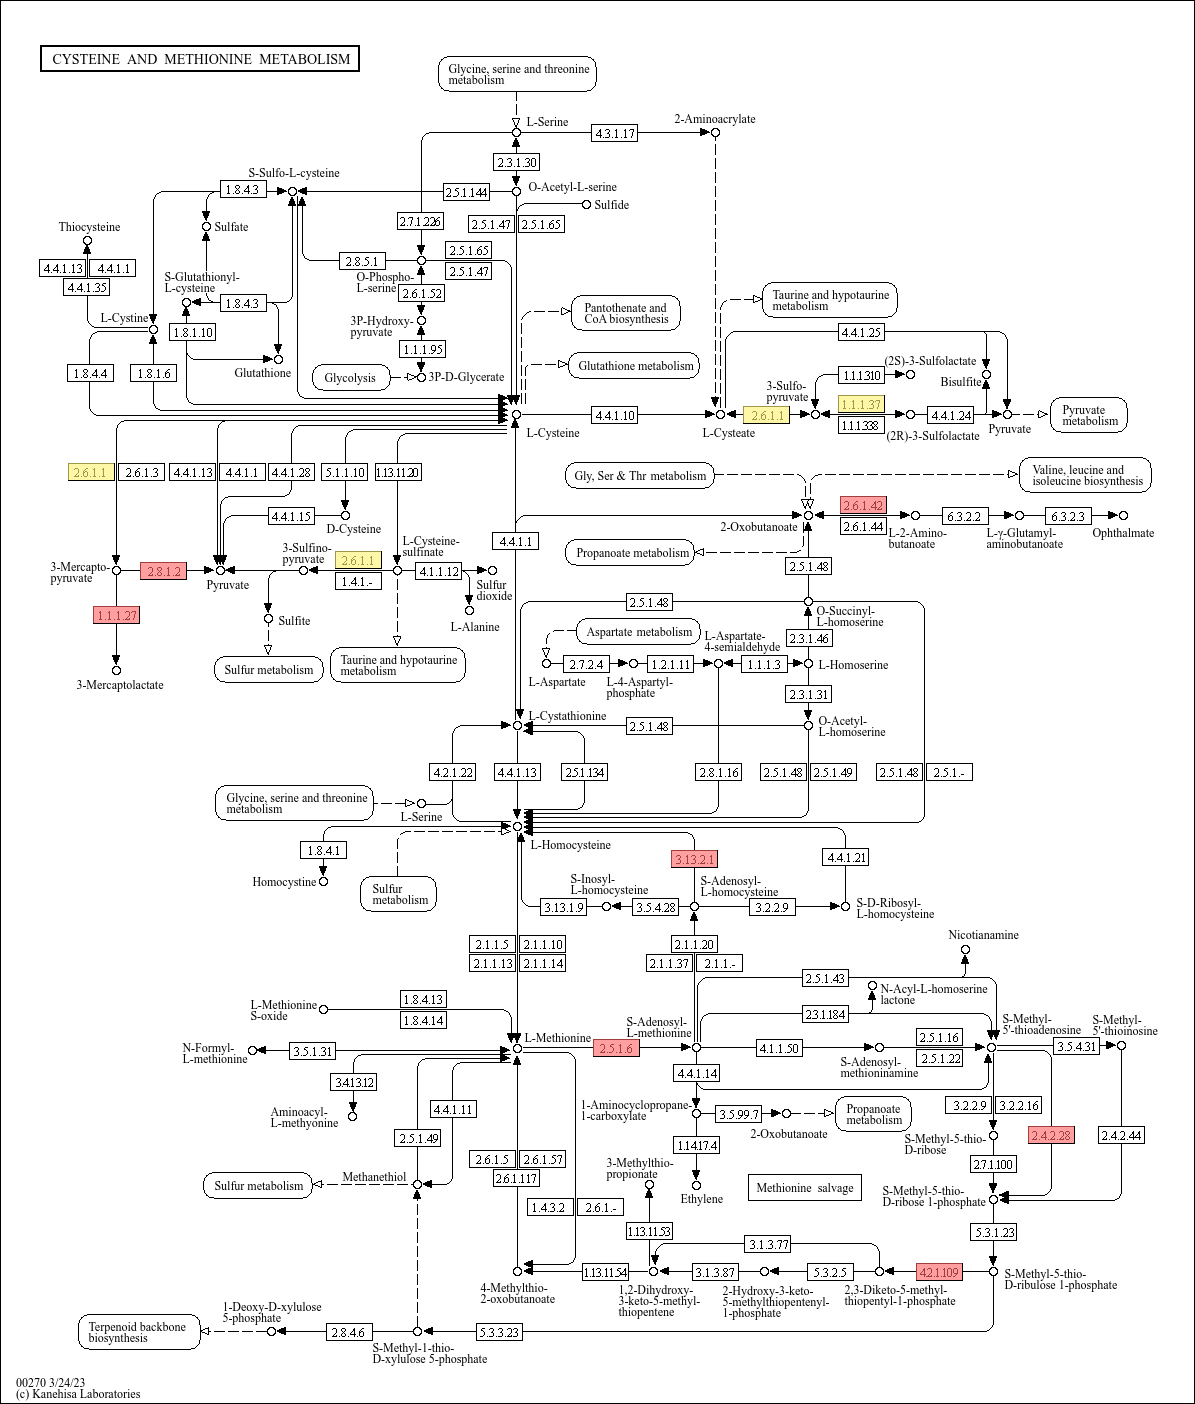 CYSTEINE AND METHIONINE METABOLISM
Glycine, serine and threonine
metabolism
L-Serine
4.3.1.17
2-Aminoacrylate
2.3.1.30
S-Sulfo-L-cysteine
1.8.4.3
2.5.1.144
O-Acetyl-L-serine
Sulfide
Thiocysteine
Sulfate
2.7.1.226
2.5.1.47
2.5.1.65
4.4.1.13
4.4.1.1
4.4.1.35
2.8.5.1
2.5.1.65
2.5.1.47
S-Glutathionyl-
L-cysteine
O-Phospho-
L-serine
2.6.1.52
1.8.4.3
L-Cystine
1.8.1.10
3P-Hydroxy-
pyruvate
Pantothenate and
CoA biosynthesis
Taurine and hypotaurine
metabolism
4.4.1.25
1.1.1.95
Glutathione
1.8.4.4
1.8.1.6
Glycolysis
3P-D-Glycerate
Glutathione metabolism
(2S)-3-Sulfolactate
1.1.1.310
Bisulfite
3-Sulfo-
pyruvate
1.1.1.37
L-Cysteine
4.4.1.10
L-Cysteate
2.6.1.1
1.1.1.338
(2R)-3-Sulfolactate
4.4.1.24
Pyruvate
Pyruvate
metabolism
2.6.1.1
2.6.1.3
4.4.1.13
4.4.1.1
4.4.1.28
5.1.1.10
1.13.11.20
Gly, Ser & Thr metabolism
Valine, leucine and
isoleucine biosynthesis
4.4.1.15
D-Cysteine
2-Oxobutanoate
2.6.1.42
2.6.1.44
L-2-Amino-
butanoate
6.3.2.2
L-γ-Glutamyl-
aminobutanoate
6.3.2.3
Ophthalmate
4.4.1.1
Propanoate metabolism
3-Mercapto-
pyruvate
2.8.1.2
Pyruvate
3-Sulfino-
pyruvate
2.6.1.1
1.4.1.-
L-Cysteine-
sulfinate
4.1.1.12
Sulfur
dioxide
2.5.1.48
1.1.1.27
Sulfite
L-Alanine
2.5.1.48
O-Succinyl-
L-homoserine
Aspartate metabolism
L-Aspartate-
4-semialdehyde
2.3.1.46
3-Mercaptolactate
Sulfur metabolism
Taurine and hypotaurine
metabolism
L-Aspartate
2.7.2.4
L-4-Aspartyl-
phosphate
1.2.1.11
1.1.1.3
L-Homoserine
2.3.1.31
L-Cystathionine
2.5.1.48
O-Acetyl-
L-homoserine
4.2.1.22
4.4.1.13
2.5.1.134
2.8.1.16
2.5.1.48
2.5.1.49
2.5.1.48
2.5.1.-
Glycine, serine and threonine
metabolism
L-Serine
L-Homocysteine
1.8.4.1
Homocystine
Sulfur
metabolism
3.13.2.1
4.4.1.21
S-Inosyl-
L-homocysteine
S-Adenosyl-
L-homocysteine
3.13.1.9
3.5.4.28
3.2.2.9
S-D-Ribosyl-
L-homocysteine
2.1.1.5
2.1.1.10
2.1.1.13
2.1.1.14
2.1.1.20
2.1.1.37
2.1.1.-
Nicotianamine
2.5.1.43
L-Methionine
S-oxide
1.8.4.13
1.8.4.14
N-Acyl-L-homoserine
lactone
2.3.1.184
S-Adenosyl-
L-methionine
S-Methyl-
5'-thioadenosine
S-Methyl-
5'-thioinosine
N-Formyl-
L-methionine
3.5.1.31
L-Methionine
2.5.1.6
4.1.1.50
S-Adenosyl-
methioninamine
2.5.1.16
2.5.1.22
3.5.4.31
3.4.13.12
4.4.1.14
Aminoacyl-
L-methyonine
4.4.1.11
1-Aminocyclopropane-
1-carboxylate
3.5.99.7
2-Oxobutanoate
Propanoate
metabolism
3.2.2.9
3.2.2.16
2.5.1.49
1.14.17.4
S-Methyl-5-thio-
D-ribose
2.4.2.28
2.4.2.44
2.6.1.5
2.6.1.57
2.6.1.117
2.7.1.100
Sulfur metabolism
Methanethiol
3-Methylthio-
propionate
Ethylene
Methionine salvage
S-Methyl-5-thio-
D-ribose 1-phosphate
1.4.3.2
2.6.1.-
1.13.11.53
5.3.1.23
3.1.3.77
4-Methylthio-
2-oxobutanoate
1.13.11.54
1,2-Dihydroxy-
3-keto-5-methyl-
thiopentene
3.1.3.87
2-Hydroxy-3-keto-
5-methylthiopentenyl-
1-phosphate
5.3.2.5
2,3-Diketo-5-methyl-
thiopentyl-1-phosphate
4.2.1.109
S-Methyl-5-thio-
D-ribulose 1-phosphate
1-Deoxy-D-xylulose
5-phosphate
Terpenoid backbone
biosynthesis
2.8.4.6
S-Methyl-1-thio-
D-xylulose 5-phosphate
5.3.3.23
00270 3/24/23
(c) Kanehisa Laboratories